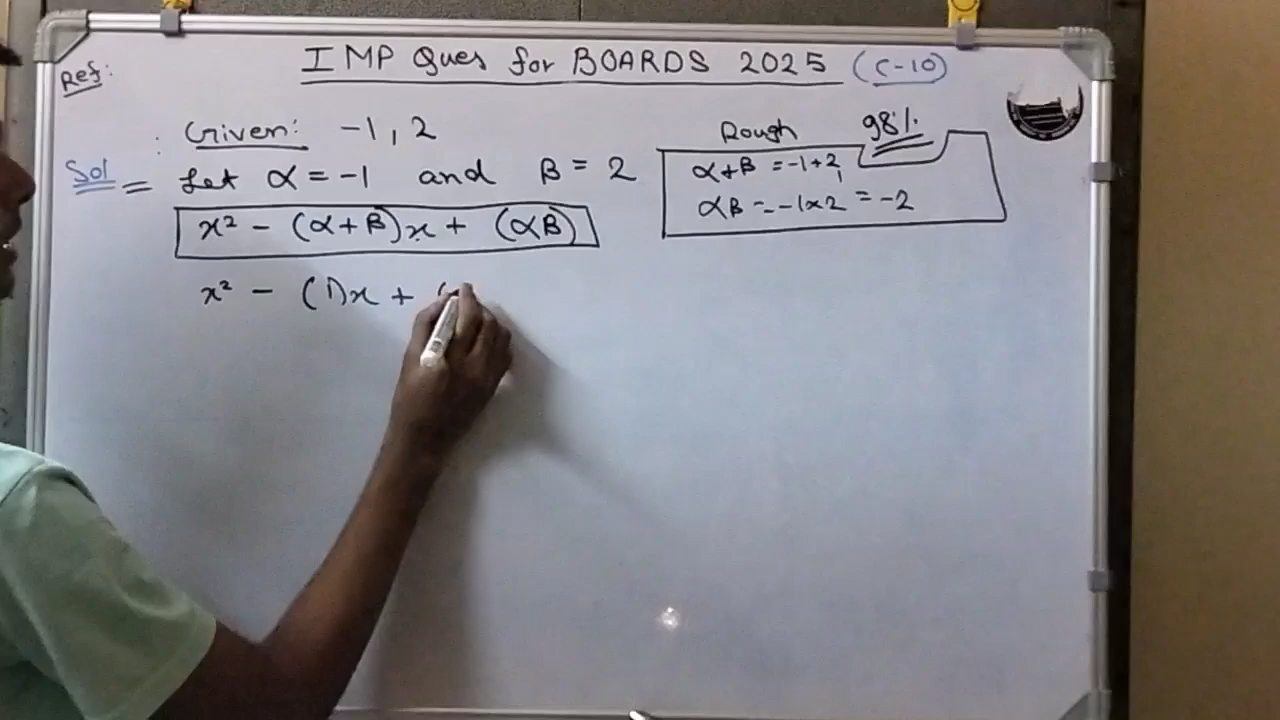 IMP Ques for BOARDS 2025 (C-10)
Ref:
Given: -1, 2
Sol = Let α = -1 and β = 2
x² - (α+β)x + (αβ)
x² - (1)x + (
Rough 98%
α+β = -1+2
1
αβ = -1×2 = -2